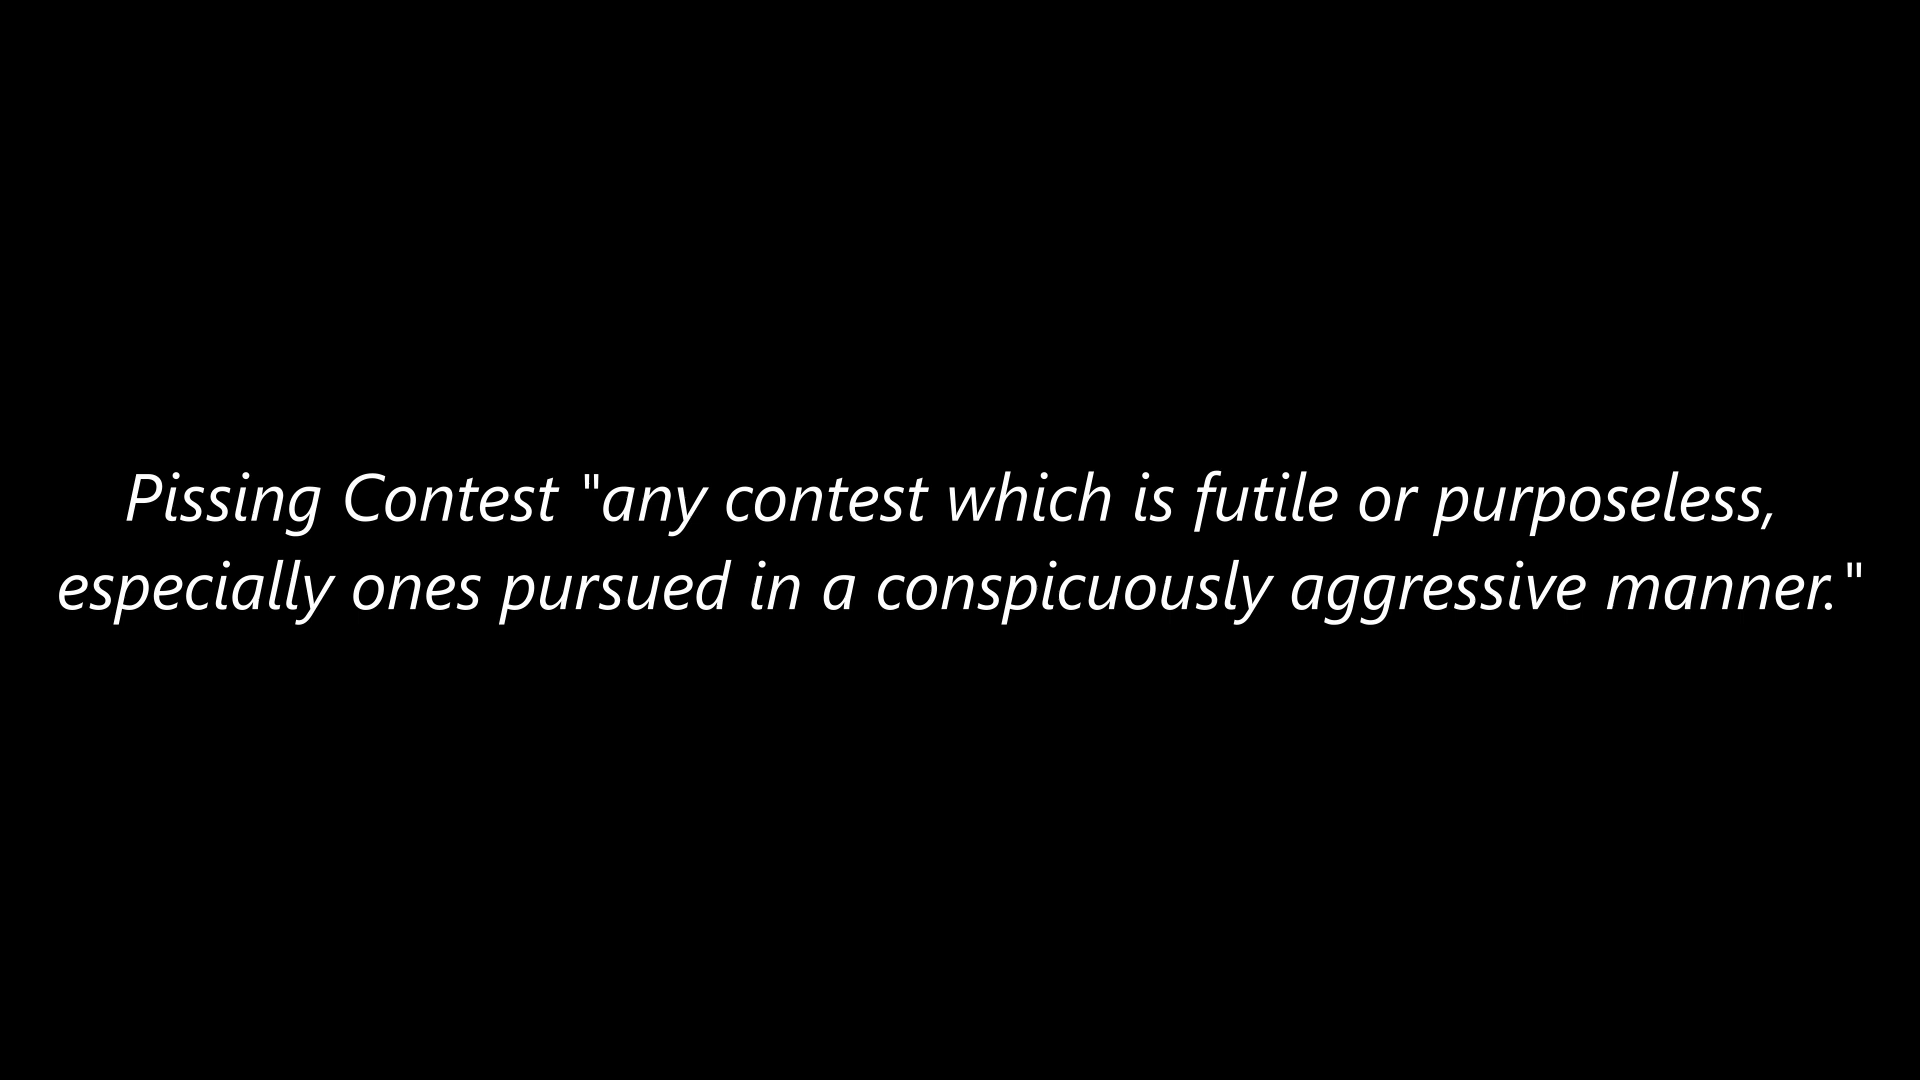 Pissing Contest "any contest which is futile or purposeless,
especially ones pursued in a conspicuously aggressive manner."